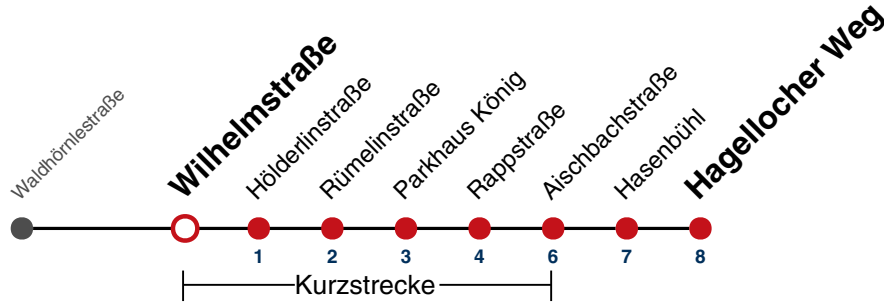 Waldhörnlestraße
Wilhelmstraße
Hölderlinstraße
Rümelinstraße
Parkhaus König
Rappstraße
Aischbachstraße
Hasenbühl
Hagellocher Weg
1 2 3 4 6 7 8
Kurzstrecke